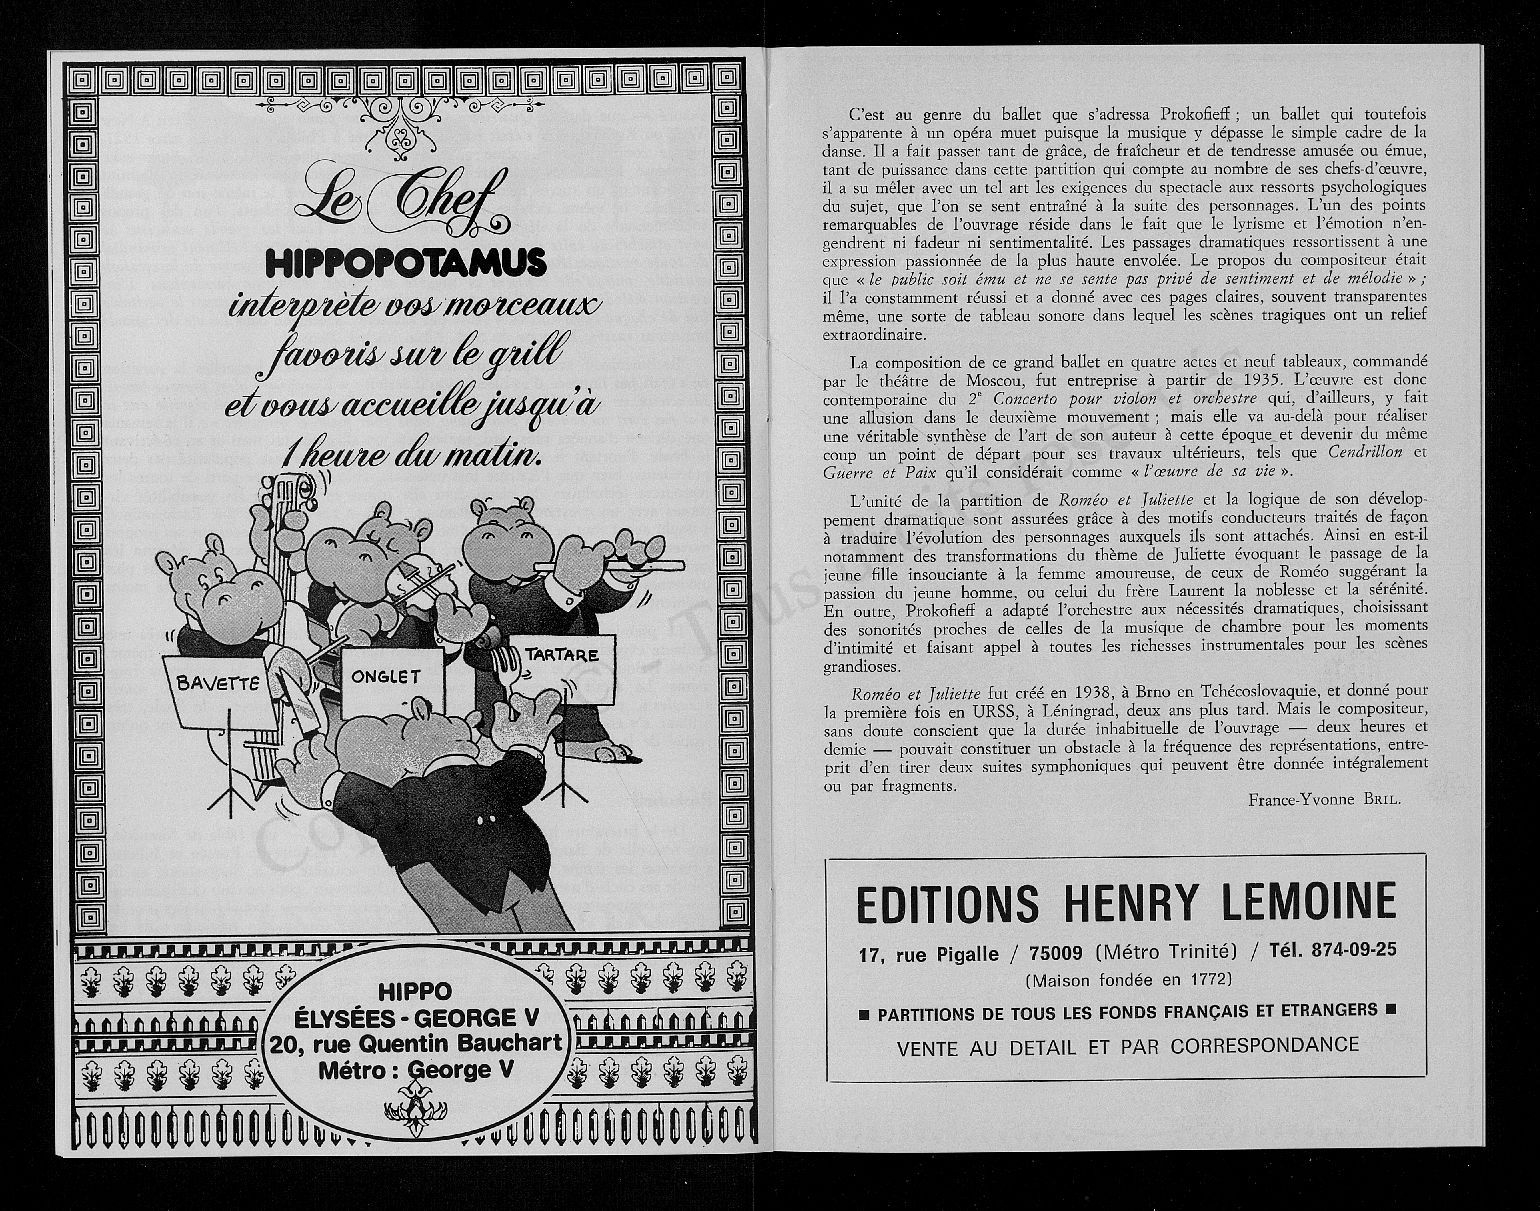 Le Chef
HIPPOPOTAMUS
interprète vos morceaux
favoris sur le grill
et vous accueille jusqu'à
1 heure du matin.
BAVETTE
ONGLET
TARTARE
HIPPO
ÉLYSÉES - GEORGE V
20, rue Quentin Bauchart
Métro : George V
C'est au genre du ballet que s'adressa Prokofieff ; un ballet qui toutefois
s'apparente à un opéra muet puisque la musique y dépasse le simple cadre de la
danse. Il a fait passer tant de grâce, de fraîcheur et de tendresse amusée ou émue,
tant de puissance dans cette partition qui compte au nombre de ses chefs-d'œuvre,
il a su mêler avec un tel art les exigences du spectacle aux ressorts psychologiques
du sujet, que l'on se sent entraîné à la suite des personnages. L'un des points
remarquables de l'ouvrage réside dans le fait que le lyrisme et l'émotion n'en-
gendrent ni fadeur ni sentimentalité. Les passages dramatiques ressortissent à une
expression passionnée de la plus haute envolée. Le propos du compositeur était
que « le public soit ému et ne se sente pas privé de sentiment et de mélodie » ;
il l'a constamment réussi et a donné avec ces pages claires, souvent transparentes
même, une sorte de tableau sonore dans lequel les scènes tragiques ont un relief
extraordinaire.
La composition de ce grand ballet en quatre actes et neuf tableaux, commandé
par le théâtre de Moscou, fut entreprise à partir de 1935. L'œuvre est donc
contemporaine du 2e Concerto pour violon et orchestre qui, d'ailleurs, y fait
une allusion dans le deuxième mouvement ; mais elle va au-delà pour réaliser
une véritable synthèse de l'art de son auteur à cette époque et devenir du même
coup un point de départ pour ses travaux ultérieurs, tels que Cendrillon et
Guerre et Paix qu'il considérait comme « l'œuvre de sa vie ».
L'unité de la partition de Roméo et Juliette et la logique de son dévelop-
pement dramatique sont assurées grâce à des motifs conducteurs traités de façon
à traduire l'évolution des personnages auxquels ils sont attachés. Ainsi en est-il
notamment des transformations du thème de Juliette évoquant le passage de la
jeune fille insouciante à la femme amoureuse, de ceux de Roméo suggérant la
passion du jeune homme, ou celui du frère Laurent la noblesse et la sérénité.
En outre, Prokofieff a adapté l'orchestre aux nécessités dramatiques, choisissant
des sonorités proches de celles de la musique de chambre pour les moments
d'intimité et faisant appel à toutes les richesses instrumentales pour les scènes
grandioses.
Roméo et Juliette fut créé en 1938, à Brno en Tchécoslovaquie, et donné pour
la première fois en URSS, à Léningrad, deux ans plus tard. Mais le compositeur,
sans doute conscient que la durée inhabituelle de l'ouvrage — deux heures et
demie — pouvait constituer un obstacle à la fréquence des représentations, entre-
prit d'en tirer deux suites symphoniques qui peuvent être donnée intégralement
ou par fragments.
France-Yvonne BRIL.
EDITIONS HENRY LEMOINE
17, rue Pigalle / 75009 (Métro Trinité) / Tél. 874-09-25
(Maison fondée en 1772)
■ PARTITIONS DE TOUS LES FONDS FRANÇAIS ET ETRANGERS ■
VENTE AU DETAIL ET PAR CORRESPONDANCE